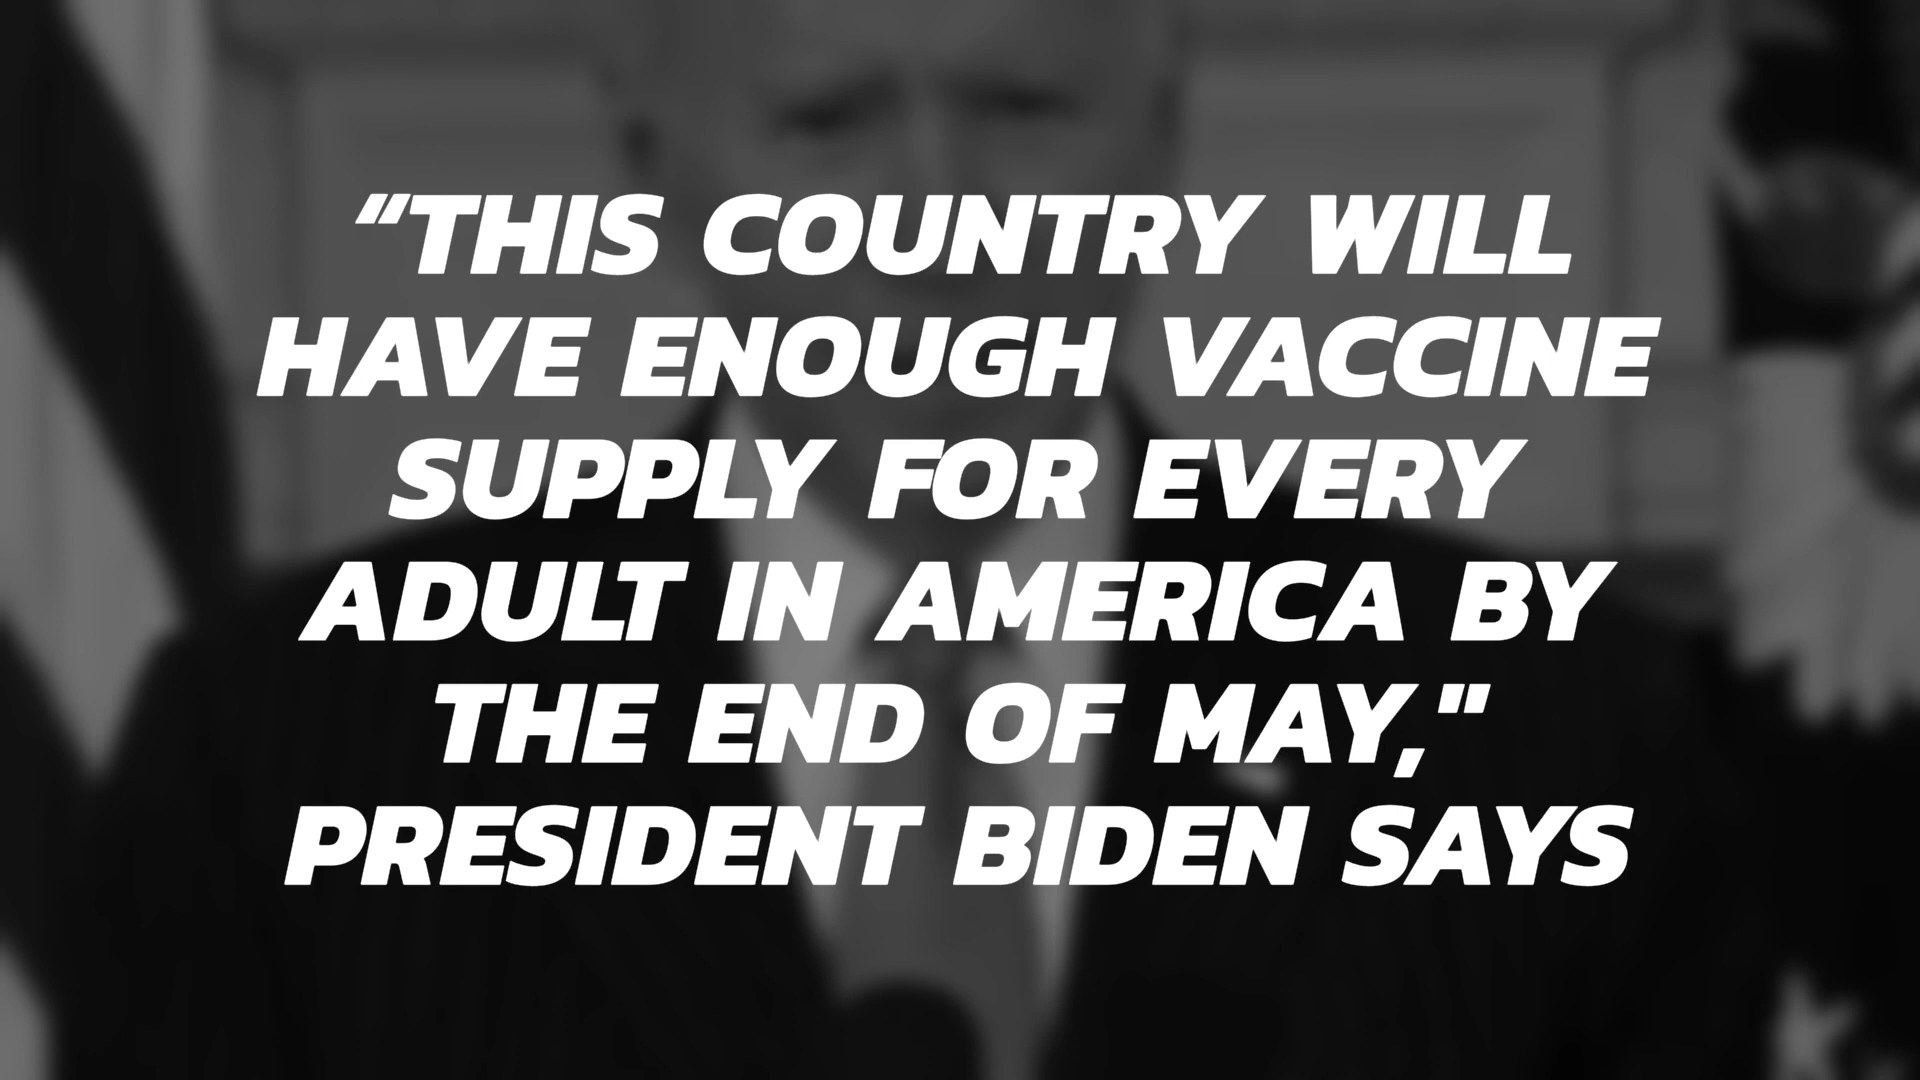 “THIS COUNTRY WILL
HAVE ENOUGH VACCINE
SUPPLY FOR EVERY
ADULT IN AMERICA BY
THE END OF MAY,"
PRESIDENT BIDEN SAYS